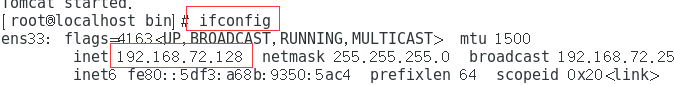 Tomcat started.
[root@localhost bin]# ifconfig
ens33: flags=4163<UP,BROADCAST,RUNNING,MULTICAST>  mtu 1500
inet 192.168.72.128  netmask 255.255.255.0  broadcast 192.168.72.25
inet6 fe80::5df3:a68b:9350:5ac4  prefixlen 64  scopeid 0x20<link>